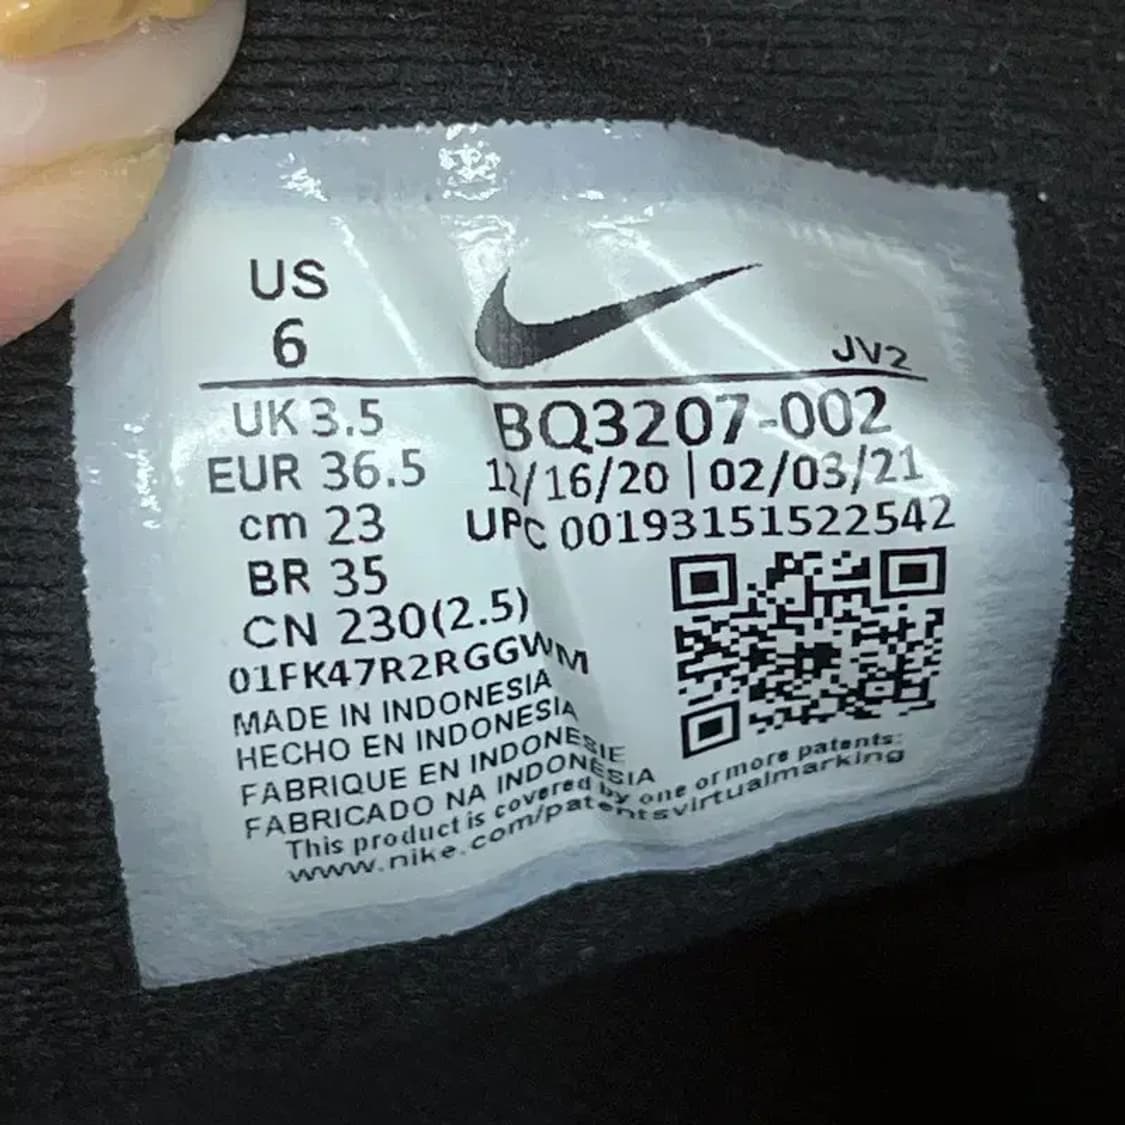 US
6
JV2
UK 3.5
BQ3207-002
EUR 36.5
12/16/20 | 02/03/21
cm 23
UPC 00193151522542
BR 35
CN 230(2.5)
01FK47R2RGGWM
MADE IN INDONESIA
HECHO EN INDONESIA
FABRIQUE EN INDONESIE
FABRICADO NA INDONESIA
This product is covered by one or more patents:
www.nike.com/patentsvirtualmarking